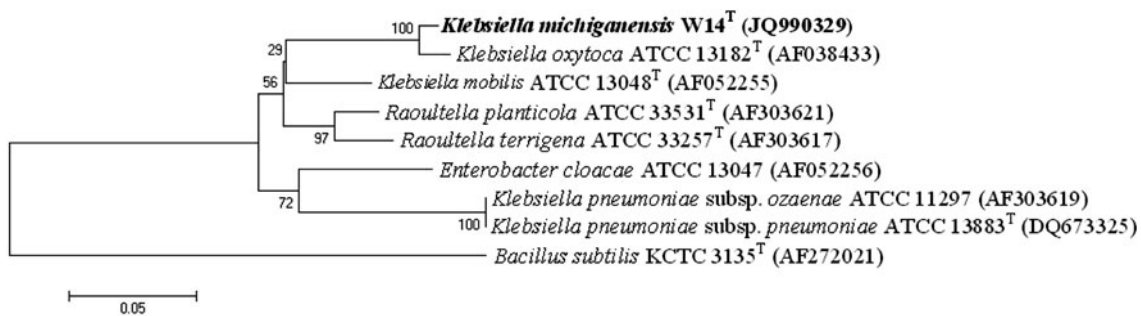 Klebsiella michiganensis W14T (JQ990329)
100
Klebsiella oxytoca ATCC 13182T (AF038433)
29
Klebsiella mobilis ATCC 13048T (AF052255)
56
Raoultella planticola ATCC 33531T (AF303621)
97
Raoultella terrigena ATCC 33257T (AF303617)
Enterobacter cloacae ATCC 13047 (AF052256)
72
Klebsiella pneumoniae subsp. ozaenae ATCC 11297 (AF303619)
100
Klebsiella pneumoniae subsp. pneumoniae ATCC 13883T (DQ673325)
Bacillus subtilis KCTC 3135T (AF272021)
0.05